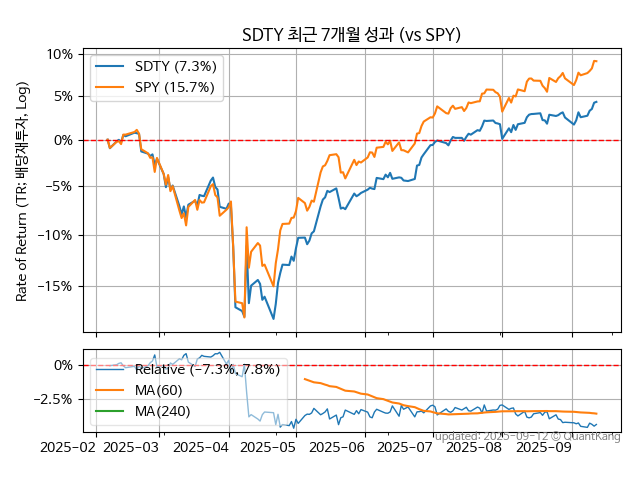 SDTY 최근 7개월 성과 (vs SPY)
Rate of Return (TR: 배당재투자, Log)
10%
5%
0%
−5%
−10%
−15%
SDTY (7.3%)
SPY (15.7%)
0%
−2.5%
Relative (−7.3%, 7.8%)
MA(60)
MA(240)
2025-02 2025-03 2025-04 2025-05 2025-06 2025-07 2025-08 2025-09
updated: 2025-09-12 © QuantKang